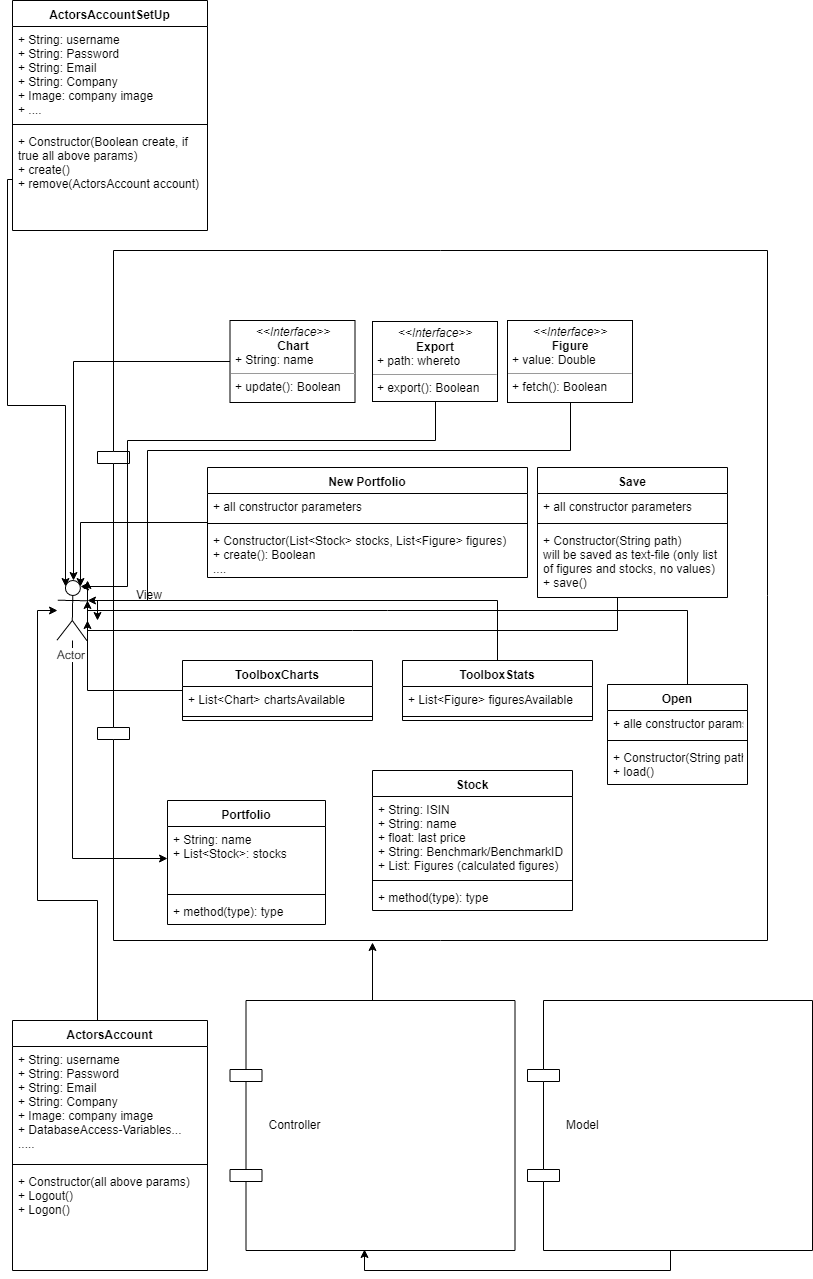 ActorsAccountSetUp
+ String: username
+ String: Password
+ String: Email
+ String: Company
+ Image: company image
+ ....
+ Constructor(Boolean create, if
true all above params)
+ create()
+ remove(ActorsAccount account)
<<Interface>>
Chart
+ String: name
+ update(): Boolean
<<Interface>>
Export
+ path: whereto
+ export(): Boolean
<<Interface>>
Figure
+ value: Double
+ fetch(): Boolean
New Portfolio
+ all constructor parameters
+ Constructor(List<Stock> stocks, List<Figure> figures)
+ create(): Boolean
....
Save
+ all constructor parameters
+ Constructor(String path)
will be saved as text-file (only list
of figures and stocks, no values)
+ save()
View
Actor
ToolboxCharts
+ List<Chart> chartsAvailable
ToolboxStats
+ List<Figure> figuresAvailable
Open
+ alle constructor param
+ Constructor(String path
+ load()
Portfolio
+ String: name
+ List<Stock>: stocks
+ method(type): type
Stock
+ String: ISIN
+ String: name
+ float: last price
+ String: Benchmark/BenchmarkID
+ List: Figures (calculated figures)
+ method(type): type
ActorsAccount
+ String: username
+ String: Password
+ String: Email
+ String: Company
+ Image: company image
+ DatabaseAccess-Variables...
.....
+ Constructor(all above params)
+ Logout()
+ Logon()
Controller
Model